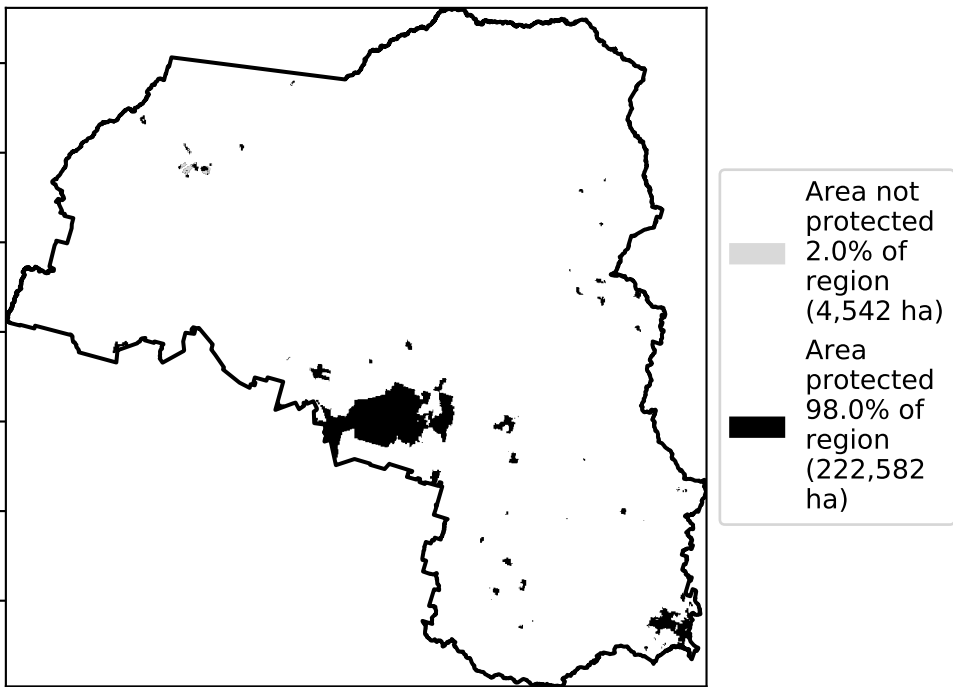 Area not
protected
2.0% of
region
(4,542 ha)
Area
protected
98.0% of
region
(222,582
ha)